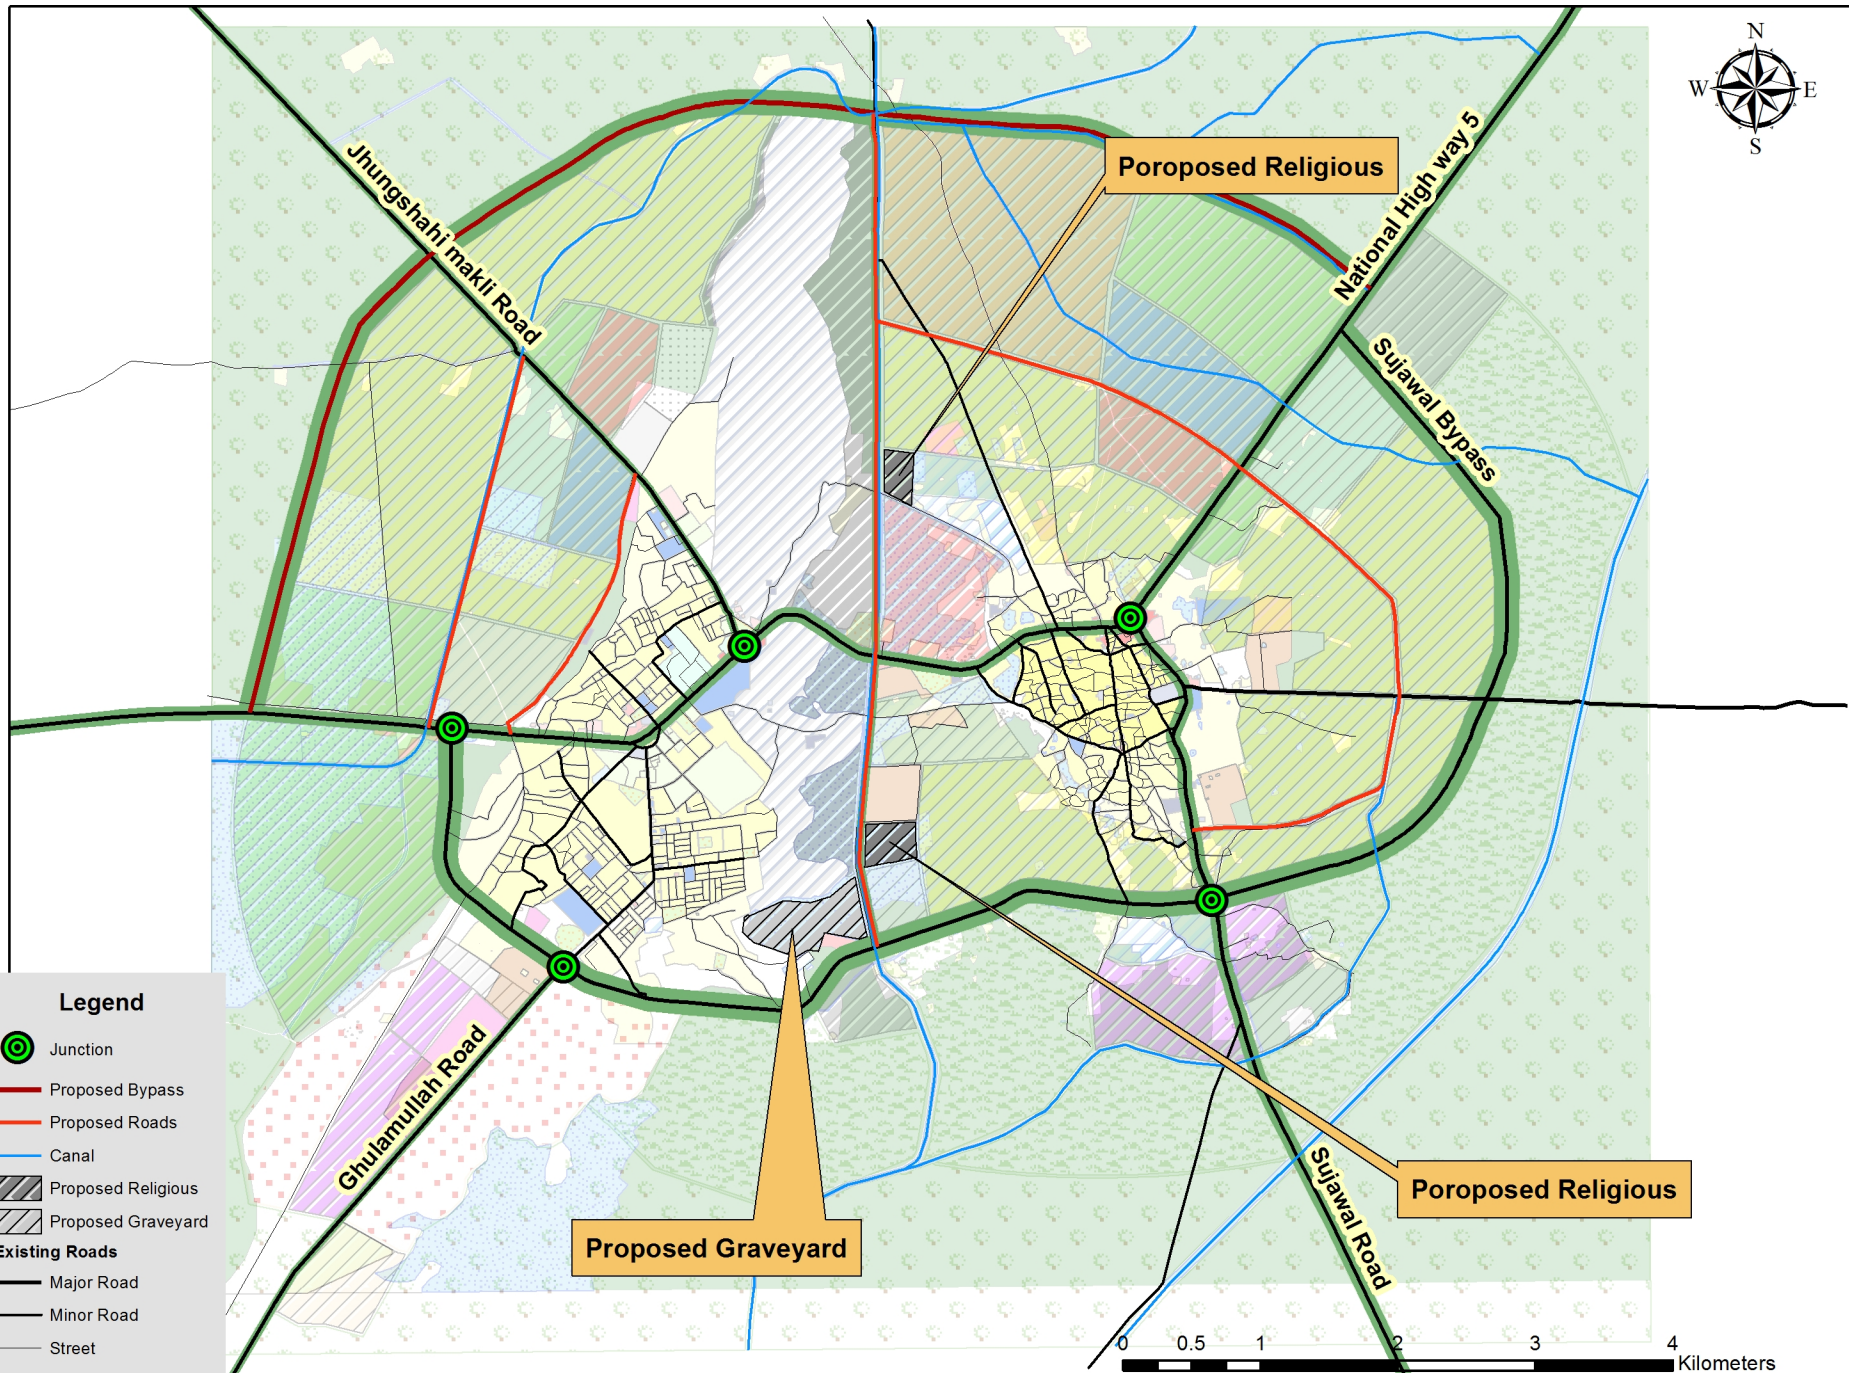 N
W
E
S
Jhungshahi makli Road
Poroposed Religious
National High way 5
Sujawal Bypass
Legend
Junction
Proposed Bypass
Proposed Roads
Canal
Proposed Religious
Proposed Graveyard
Existing Roads
Major Road
Minor Road
Street
Ghulamullah Road
Proposed Graveyard
Poroposed Religious
Sujawal Road
0 0.5 1 2 3 4
Kilometers